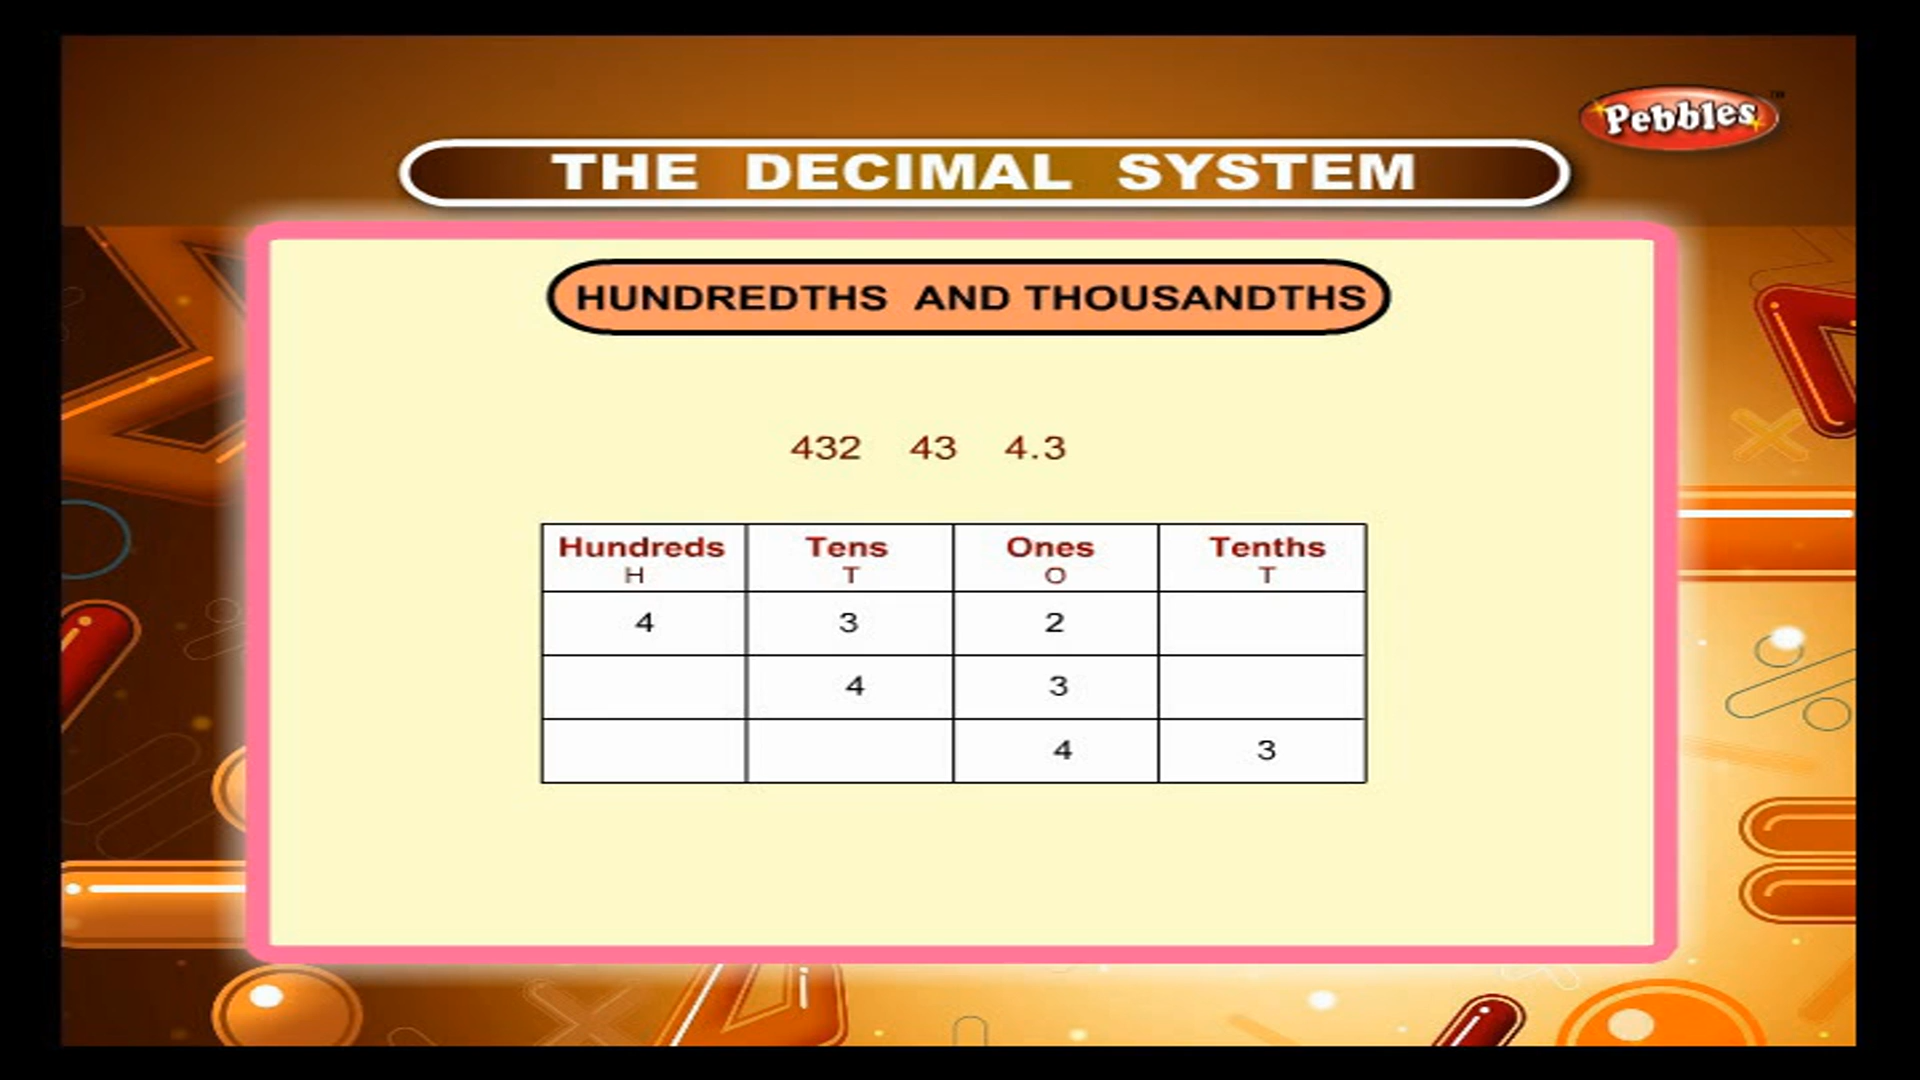 Pebbles™
THE DECIMAL SYSTEM
HUNDREDTHS AND THOUSANDTHS
432 43 4.3
Hundreds Tens Ones Tenths
H T O T
4 3 2
4 3
4 3